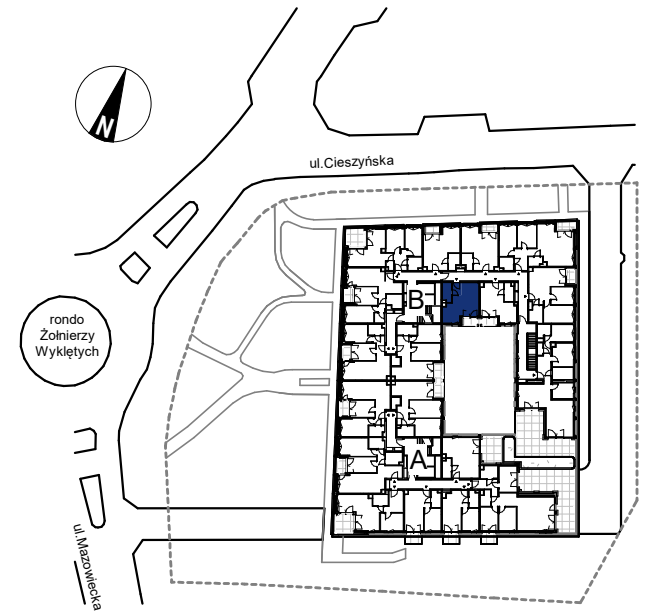 N
ul.Cieszyńska
rondo
Żołnierzy
Wyklętych
B
A
ul.Mazowiecka